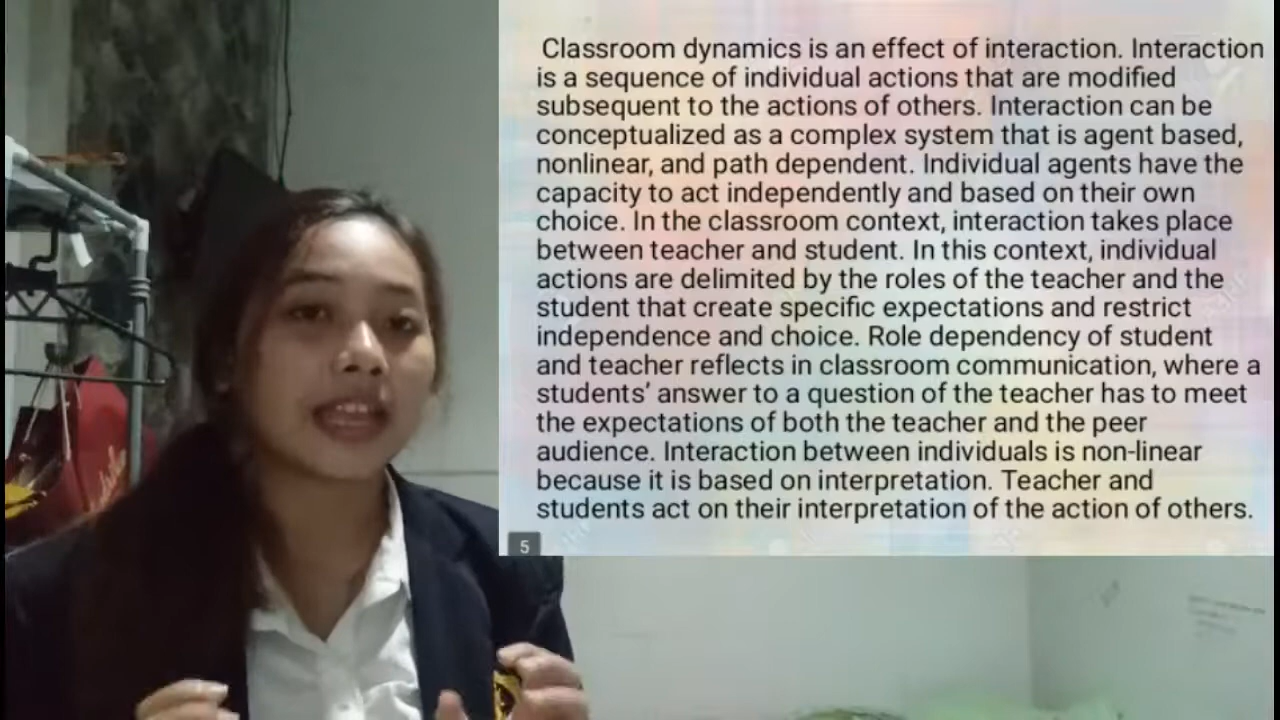 Classroom dynamics is an effect of interaction. Interaction
is a sequence of individual actions that are modified
subsequent to the actions of others. Interaction can be
conceptualized as a complex system that is agent based,
nonlinear, and path dependent. Individual agents have the
capacity to act independently and based on their own
choice. In the classroom context, interaction takes place
between teacher and student. In this context, individual
actions are delimited by the roles of the teacher and the
student that create specific expectations and restrict
independence and choice. Role dependency of student
and teacher reflects in classroom communication, where a
students’ answer to a question of the teacher has to meet
the expectations of both the teacher and the peer
audience. Interaction between individuals is non-linear
because it is based on interpretation. Teacher and
students act on their interpretation of the action of others.
5